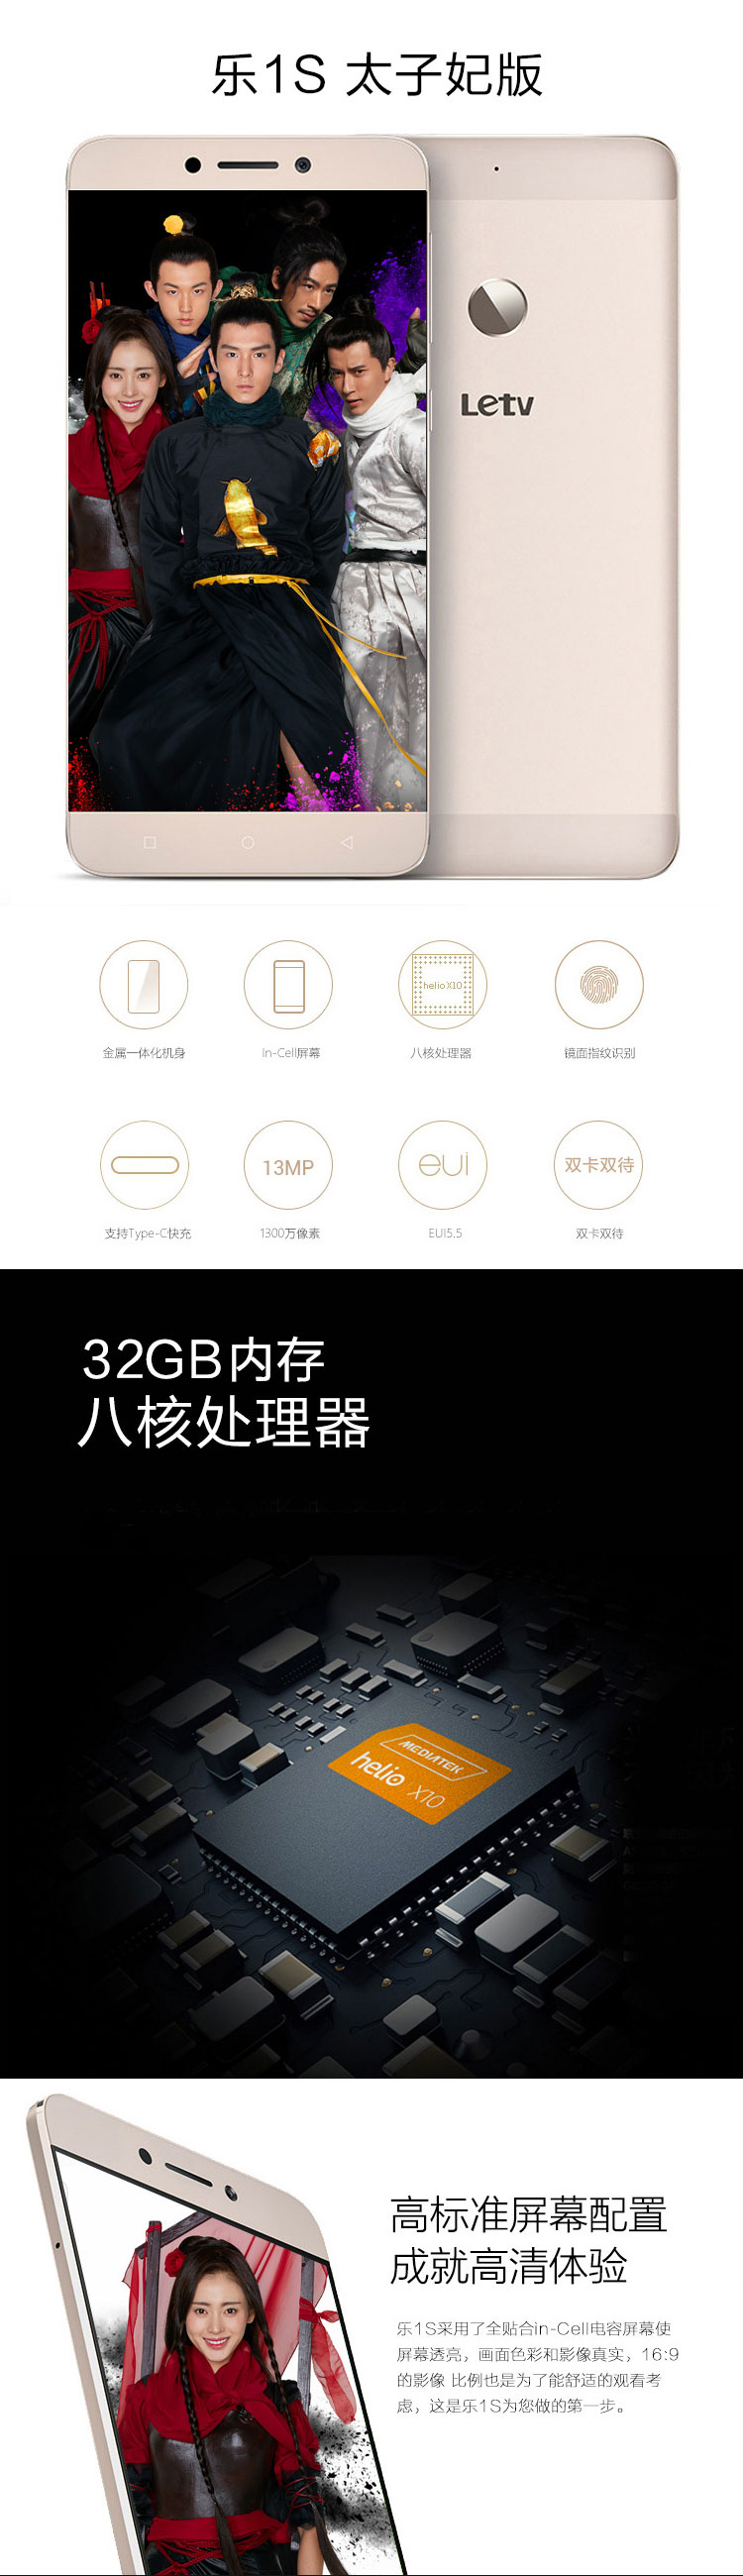 乐1S 太子妃版
Letv
helio X10
金属一体化机身
In-Cell屏幕
八核处理器
镜面指纹识别
13MP
eui
双卡双待
支持Type-C快充
1300万像素
EUI5.5
双卡双待
32GB内存
八核处理器
MEDIATEK
helio X10
高标准屏幕配置
成就高清体验
乐1S采用了全贴合in-Cell电容屏幕使
屏幕透亮，画面色彩和影像真实，16:9
的影像 比例也是为了能舒适的观看考
虑，这是乐1S为您做的第一步。